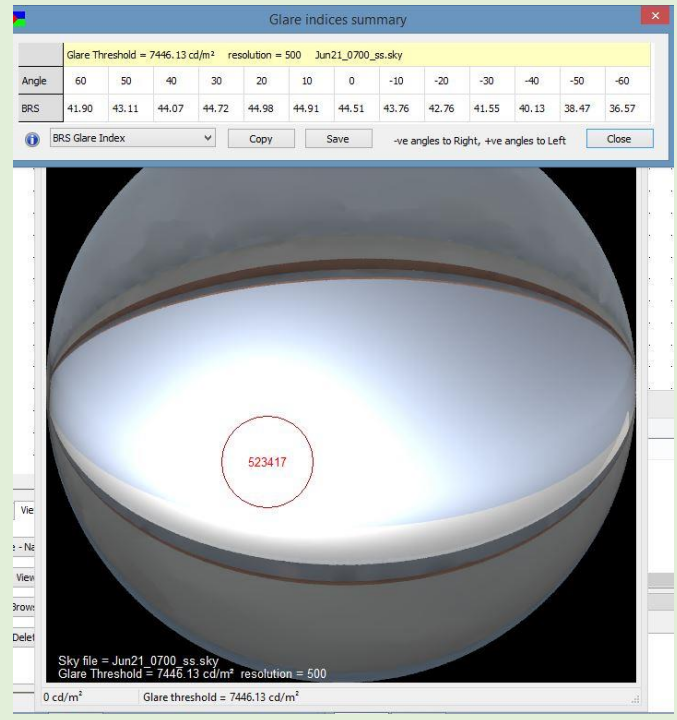 Glare indices summary
Glare Threshold = 7446.13 cd/m² resolution = 500 Jun21_0700_ss.sky
Angle 60 50 40 30 20 10 0 -10 -20 -30 -40 -50 -60
BRS 41.90 43.11 44.07 44.72 44.98 44.91 44.51 43.76 42.76 41.55 40.13 38.47 36.57
BRS Glare Index Copy Save -ve angles to Right, +ve angles to Left Close
523417
Vie
View
Sky file = Jun21_0700_ss.sky
Glare Threshold = 7446.13 cd/m² resolution = 500
0 cd/m² Glare threshold = 7446.13 cd/m²